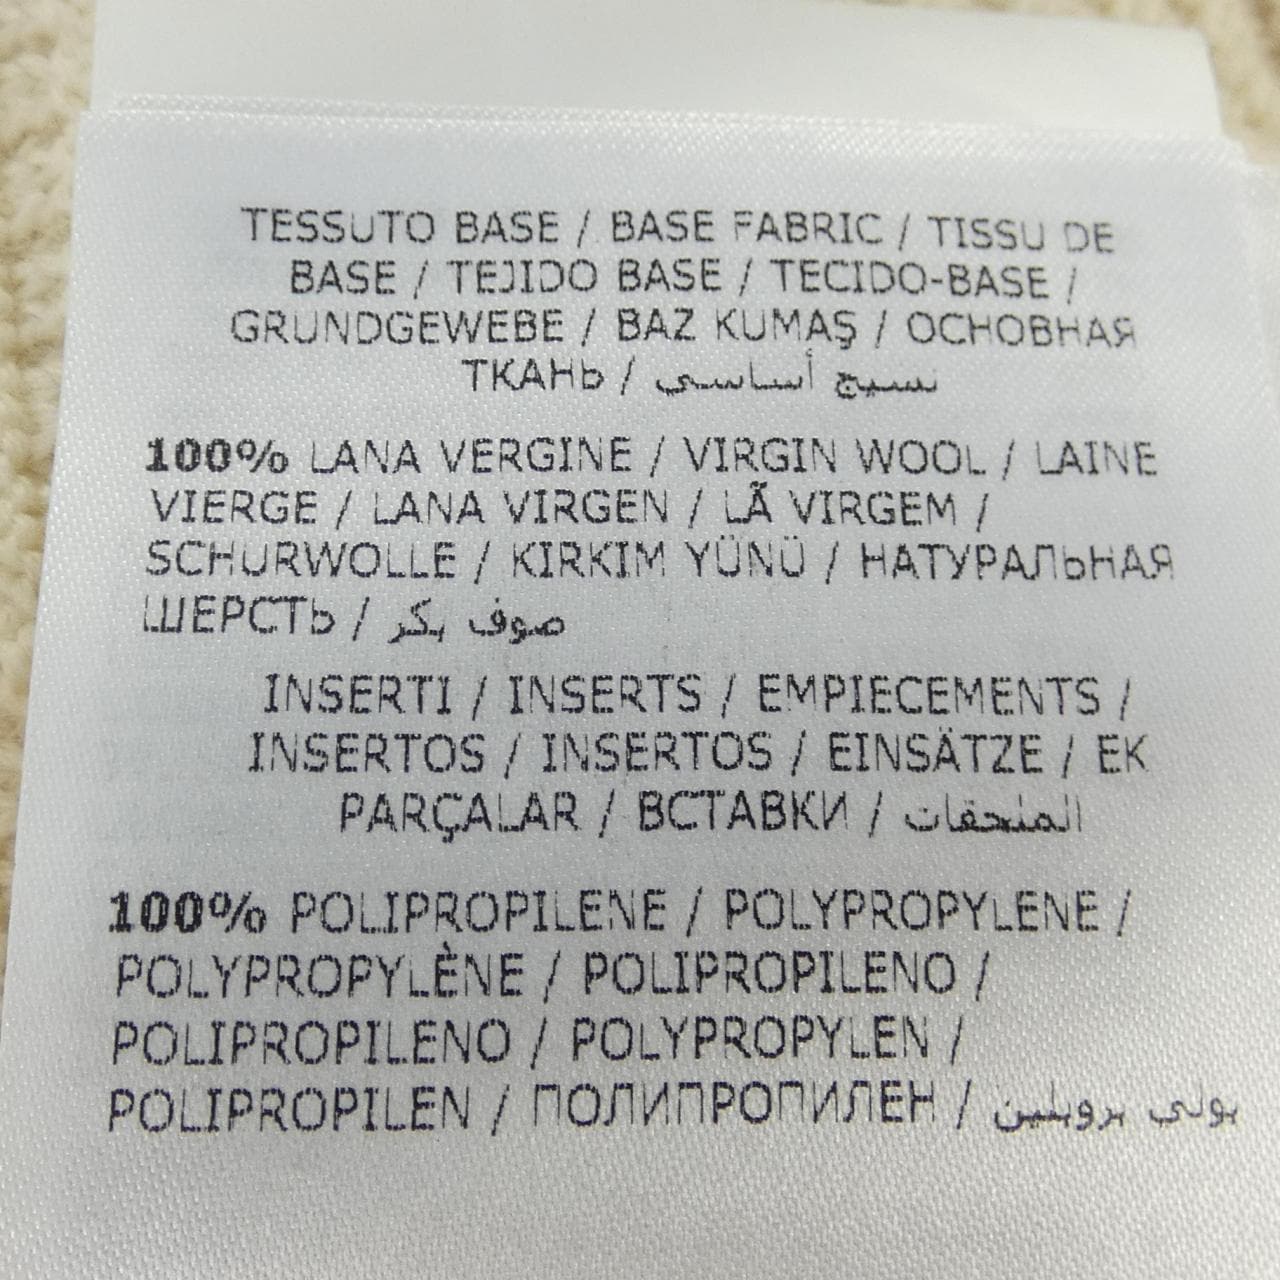 TESSUTO BASE / BASE FABRIC / TISSU DE
BASE / TEJIDO BASE / TECIDO-BASE /
GRUNDGEWEBE / BAZ KUMAŞ / ОСНОВНАЯ
ТКАНЬ / نسيج أساسي
100% LANA VERGINE / VIRGIN WOOL / LAINE
VIERGE / LANA VIRGEN / LÃ VIRGEM /
SCHURWOLLE / KIRKIM YÜNÜ / НАТУРАЛЬНАЯ
ШЕРСТЬ / صوف بكر
INSERTI / INSERTS / EMPIECEMENTS /
INSERTOS / INSERTOS / EINSÄTZE / EK
PARÇALAR / ВСТАВКИ / الملحقات
100% POLIPROPILENE / POLYPROPYLENE /
POLYPROPYLÈNE / POLIPROPILENO /
POLIPROPILENO / POLYPROPYLEN /
POLIPROPILEN / ПОЛИПРОПИЛЕН / بولي بروبلين